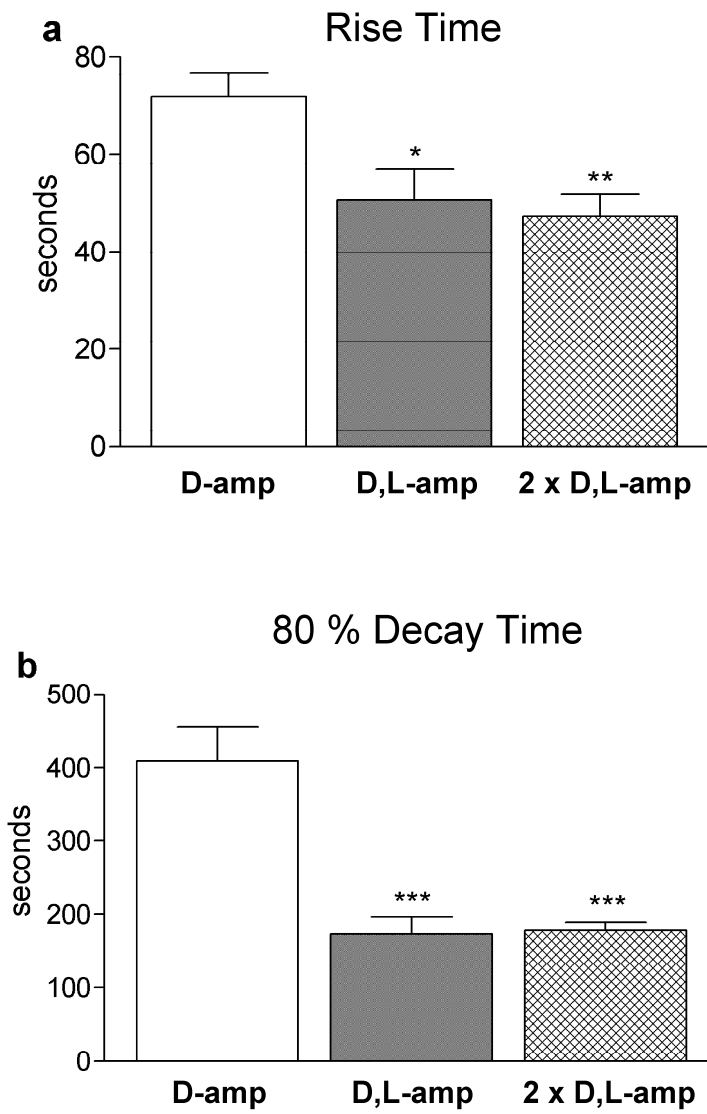 a
Rise Time
80
60
40
20
0
seconds
*
**
D-amp
D,L-amp
2 x D,L-amp
80 % Decay Time
b
500
400
300
200
100
0
seconds
***
***
D-amp
D,L-amp
2 x D,L-amp